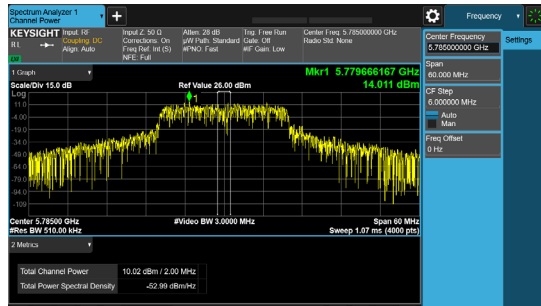 Spectrum Analyzer 1
Channel Power
Frequency
KEYSIGHT
Input: RF
Coupling: DC
Align: Auto
Input Z: 50 Ω
Corrections: On
Freq Ref: Int (S)
NFE: Full
Atten: 28 dB
µW Path: Standard
#PNO: Fast
Trig: Free Run
Gate: Off
#IF Gain: Low
Center Freq: 5.785000000 GHz
Radio Std: None
R L
Center Frequency
5.785000000 GHz
Settings
Span
60.000 MHz
CF Step
6.000000 MHz
Auto
Man
Freq Offset
0 Hz
1 Graph
Mkr1 5.779666167 GHz
14.011 dBm
Scale/Div 15.0 dB
Ref Value 26.00 dBm
Log
11.0
-4.00
-19.0
-34.0
-49.0
-64.0
-79.0
-94.0
-109
1
Center 5.78500 GHz
#Video BW 3.0000 MHz
Span 60 MHz
#Res BW 510.00 kHz
Sweep 1.07 ms (4000 pts)
2 Metrics
Total Channel Power
10.02 dBm / 2.00 MHz
Total Power Spectral Density
-52.99 dBm/Hz